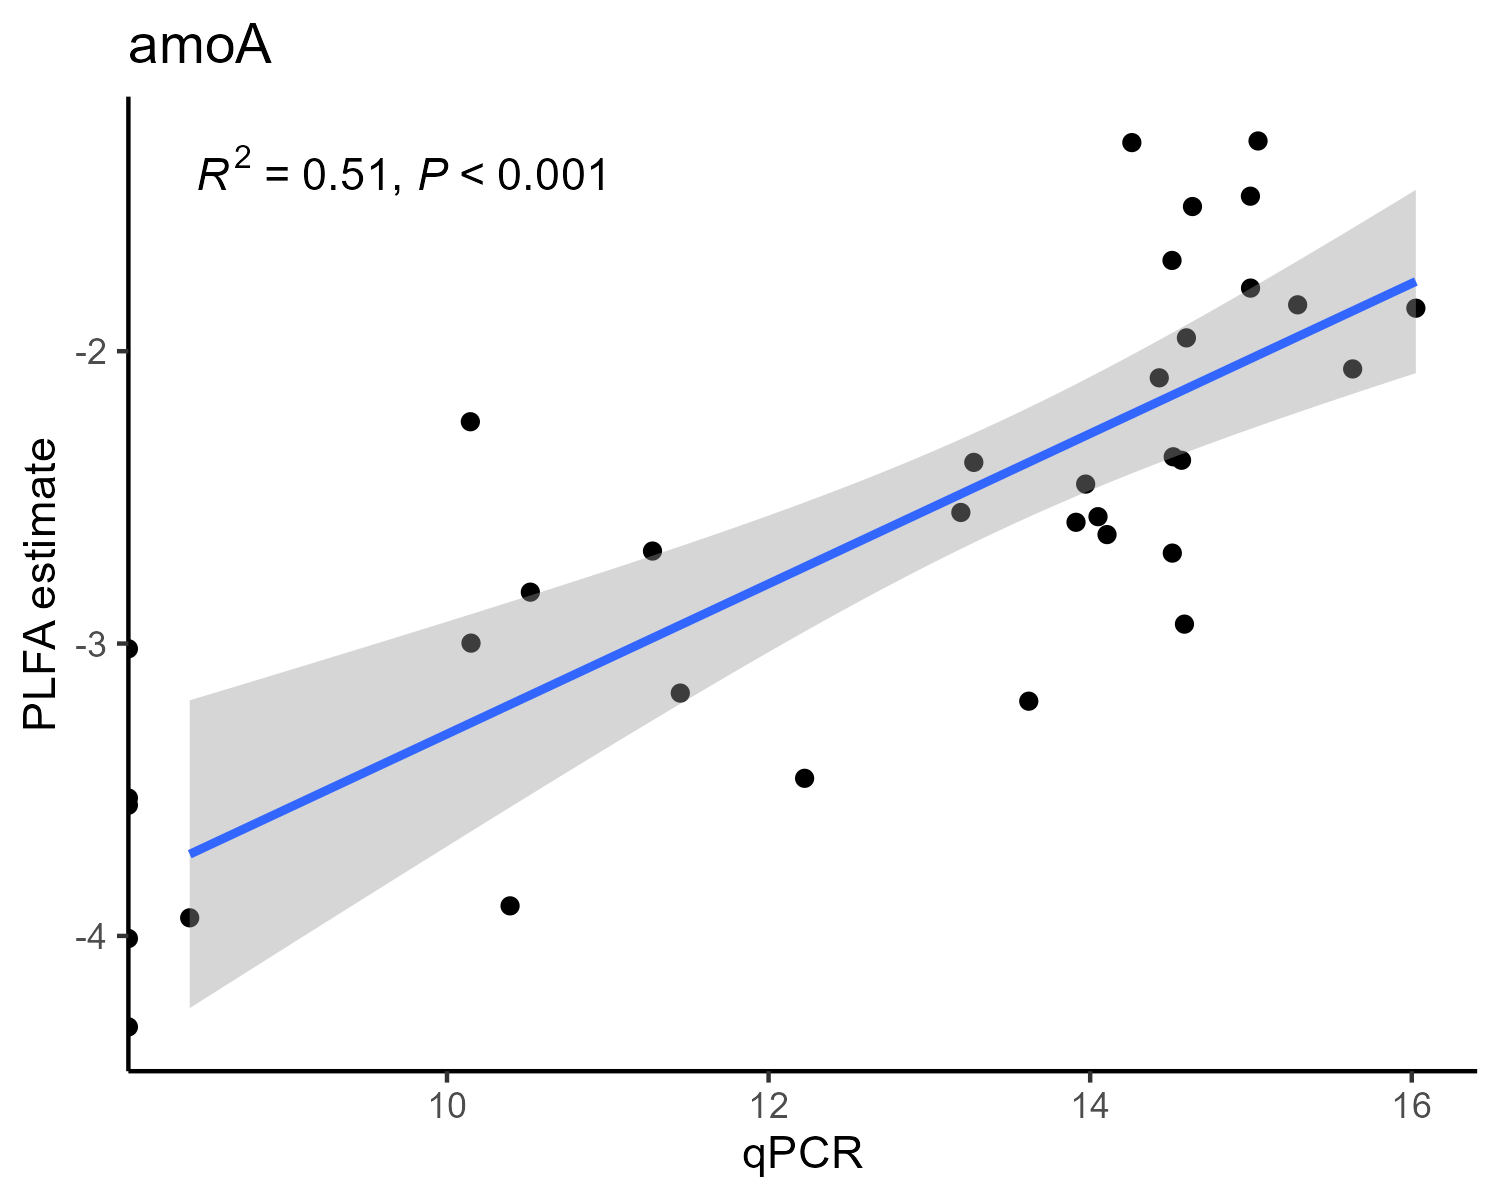 amoA
R² = 0.51, P < 0.001
PLFA estimate
-2
-3
-4
10 12 14 16
qPCR